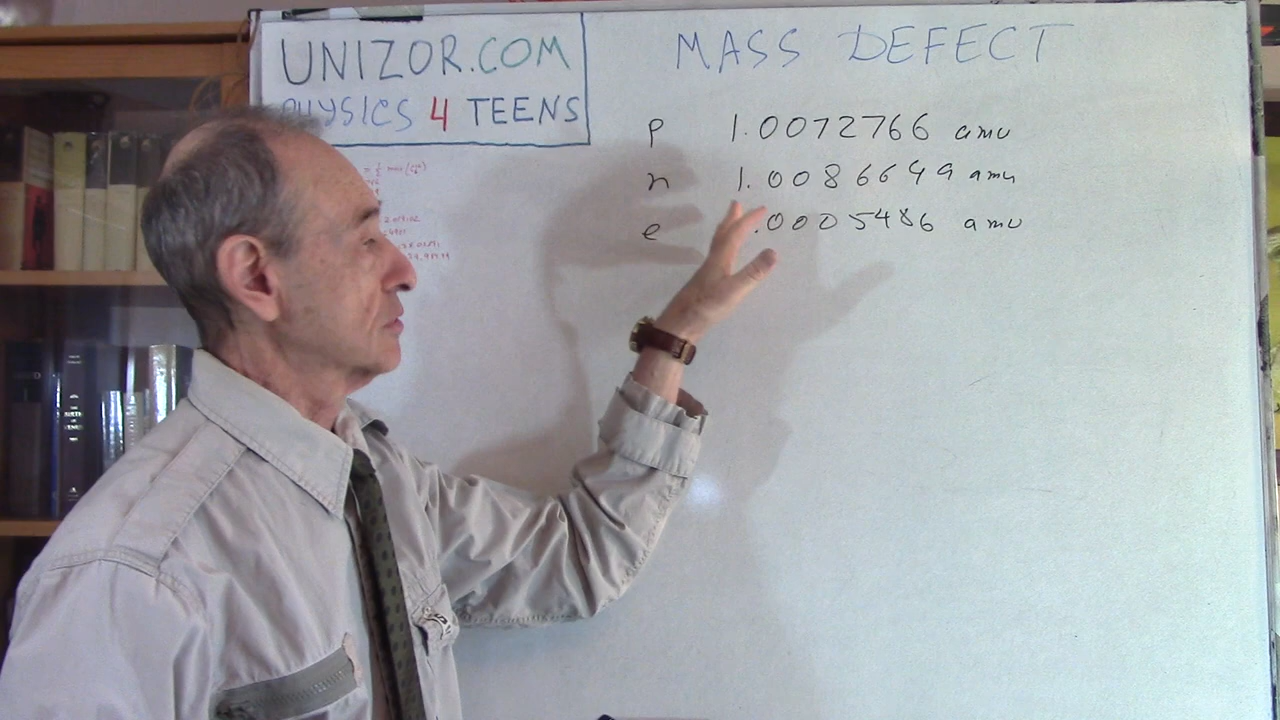 UNIZOR.COM
PHYSICS 4 TEENS
MASS DEFECT
p 1.0072766 amu
n 1.0086649 amu
e .0005486 amu